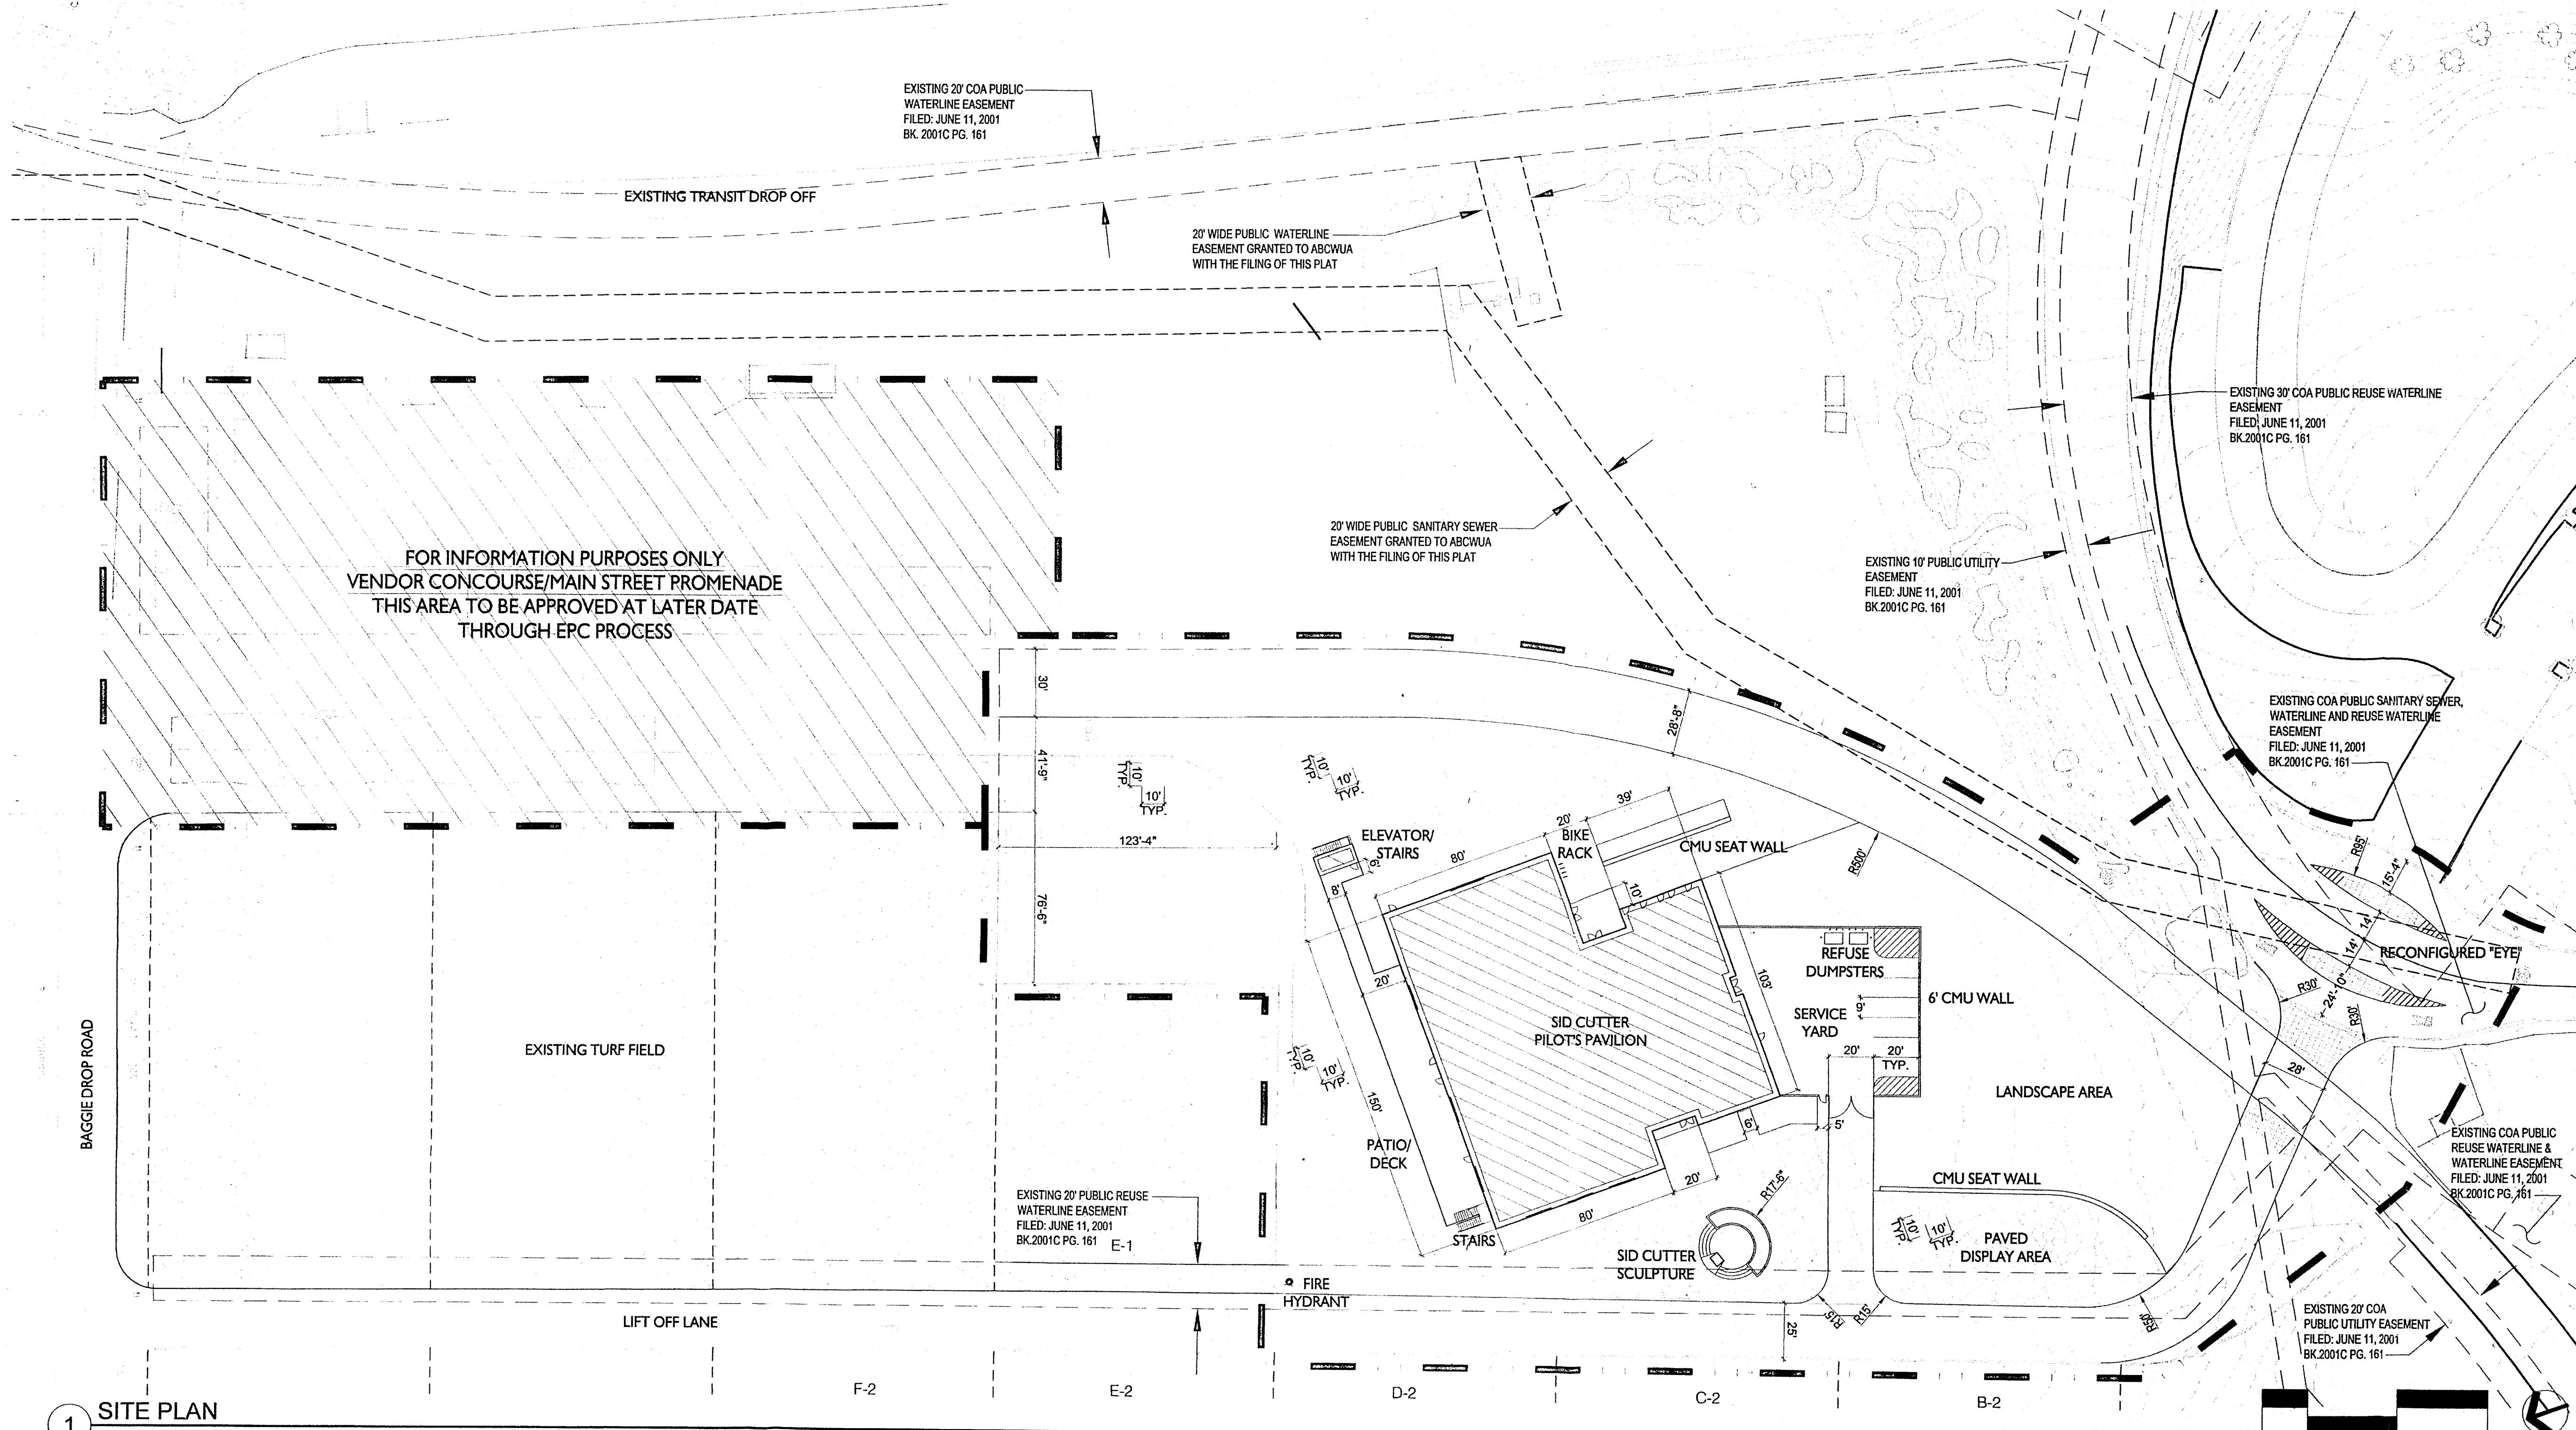 EXISTING 20' COA PUBLIC
WATERLINE EASEMENT
FILED: JUNE 11, 2001
BK. 2001C PG. 161
EXISTING TRANSIT DROP OFF
20' WIDE PUBLIC WATERLINE
EASEMENT GRANTED TO ABCWUA
WITH THE FILING OF THIS PLAT
EXISTING 30' COA PUBLIC REUSE WATERLINE
EASEMENT
FILED: JUNE 11, 2001
BK.2001C PG. 161
20' WIDE PUBLIC SANITARY SEWER
EASEMENT GRANTED TO ABCWUA
WITH THE FILING OF THIS PLAT
EXISTING 10' PUBLIC UTILITY
EASEMENT
FILED: JUNE 11, 2001
BK.2001C PG. 161
FOR INFORMATION PURPOSES ONLY
VENDOR CONCOURSE/MAIN STREET PROMENADE
THIS AREA TO BE APPROVED AT LATER DATE
THROUGH EPC PROCESS
EXISTING COA PUBLIC SANITARY SEWER,
WATERLINE AND REUSE WATERLINE
EASEMENT
FILED: JUNE 11, 2001
BK.2001C PG. 161
30'
28'-8"
41'-9"
10'
TYP.
10'
TYP.
10'
TYP.
10'
TYP.
123'-4"
76'-6"
ELEVATOR/
STAIRS
6'
8'
80'
20'
39'
BIKE
RACK
CMU SEAT WALL
10'
R500'
R95'
15'-4"
14'
14'
RECONFIGURED "EYE"
R30'
24'-10"
R30'
28'
REFUSE
DUMPSTERS
103'
6' CMU WALL
9'
SERVICE
YARD
20'
20'
TYP.
20'
SID CUTTER
PILOT'S PAVILION
EXISTING TURF FIELD
BAGGIE DROP ROAD
10'
TYP.
10'
TYP.
150'
PATIO/
DECK
LANDSCAPE AREA
6'
5'
EXISTING COA PUBLIC
REUSE WATERLINE &
WATERLINE EASEMENT
FILED: JUNE 11, 2001
BK.2001C PG. 161
CMU SEAT WALL
20'
R17'-6"
80'
STAIRS
EXISTING 20' PUBLIC REUSE
WATERLINE EASEMENT
FILED: JUNE 11, 2001
BK.2001C PG. 161
E-1
10'
TYP.
10'
TYP.
PAVED
DISPLAY AREA
SID CUTTER
SCULPTURE
FIRE
HYDRANT
LIFT OFF LANE
25'
R15'
R15'
R50'
EXISTING 20' COA
PUBLIC UTILITY EASEMENT
FILED: JUNE 11, 2001
BK.2001C PG. 161
F-2
E-2
D-2
C-2
B-2
1
SITE PLAN